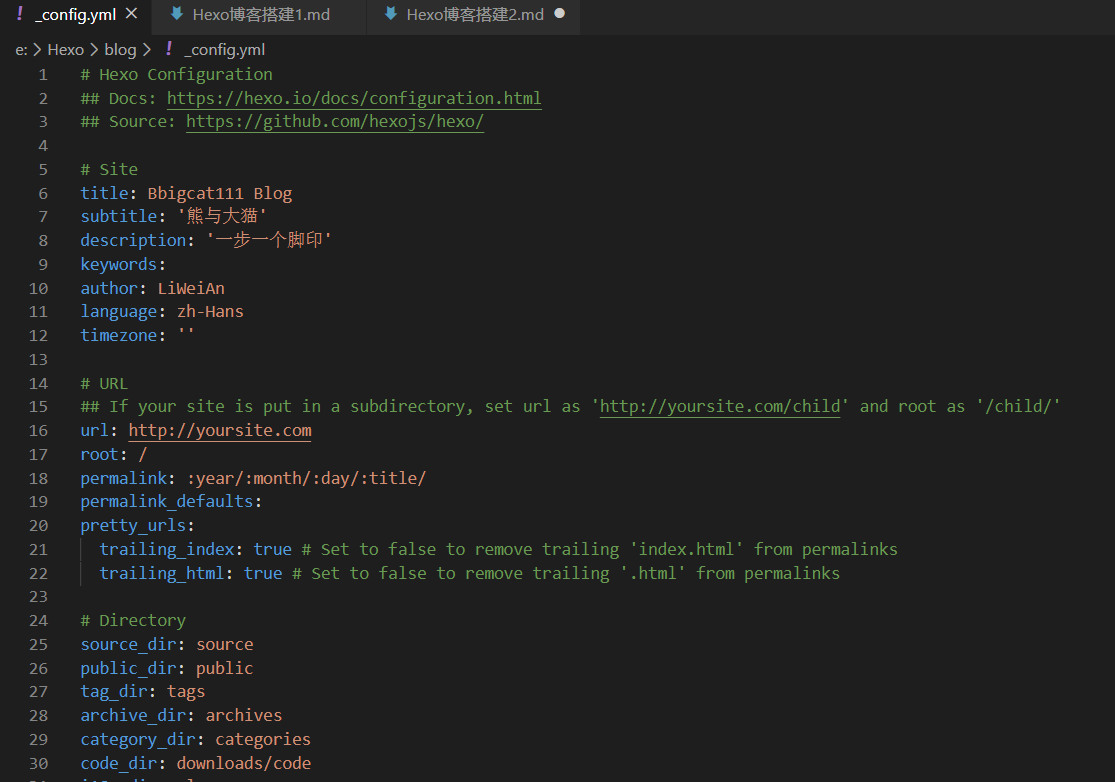 ! _config.yml × Hexo博客搭建1.md Hexo博客搭建2.md ●
e: > Hexo > blog > ! _config.yml
1 # Hexo Configuration
2 ## Docs: https://hexo.io/docs/configuration.html
3 ## Source: https://github.com/hexojs/hexo/
4
5 # Site
6 title: Bbigcat111 Blog
7 subtitle: '熊与大猫'
8 description: '一步一个脚印'
9 keywords:
10 author: LiWeiAn
11 language: zh-Hans
12 timezone: ''
13
14 # URL
15 ## If your site is put in a subdirectory, set url as 'http://yoursite.com/child' and root as '/child/'
16 url: http://yoursite.com
17 root: /
18 permalink: :year/:month/:day/:title/
19 permalink_defaults:
20 pretty_urls:
21 trailing_index: true # Set to false to remove trailing 'index.html' from permalinks
22 trailing_html: true # Set to false to remove trailing '.html' from permalinks
23
24 # Directory
25 source_dir: source
26 public_dir: public
27 tag_dir: tags
28 archive_dir: archives
29 category_dir: categories
30 code_dir: downloads/code